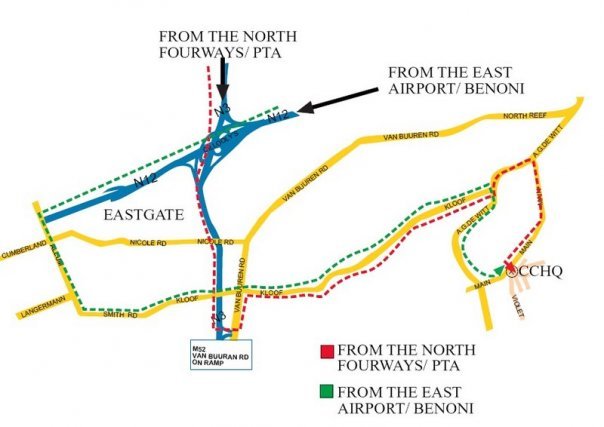 FROM THE NORTH
FOURWAYS/ PTA
FROM THE EAST
AIRPORT/ BENONI
N3
N12
NORTH REEF
VAN BUUREN RD
A.G.DE WITT
N12
VAN BUUREN RD
KLOOF
MAIN
EASTGATE
A.G.DE WITT
CUMBERLAND
NICOLE RD
NICOLE RD
MAIN
CCHQ
KLOOF
KLOOF
VAN BUUREN RD
MAIN
LANGERMANN
SMITH RD
N3
VIOLET
M52
VAN BUURAN RD
ON RAMP
FROM THE NORTH
FOURWAYS/ PTA
FROM THE EAST
AIRPORT/ BENONI